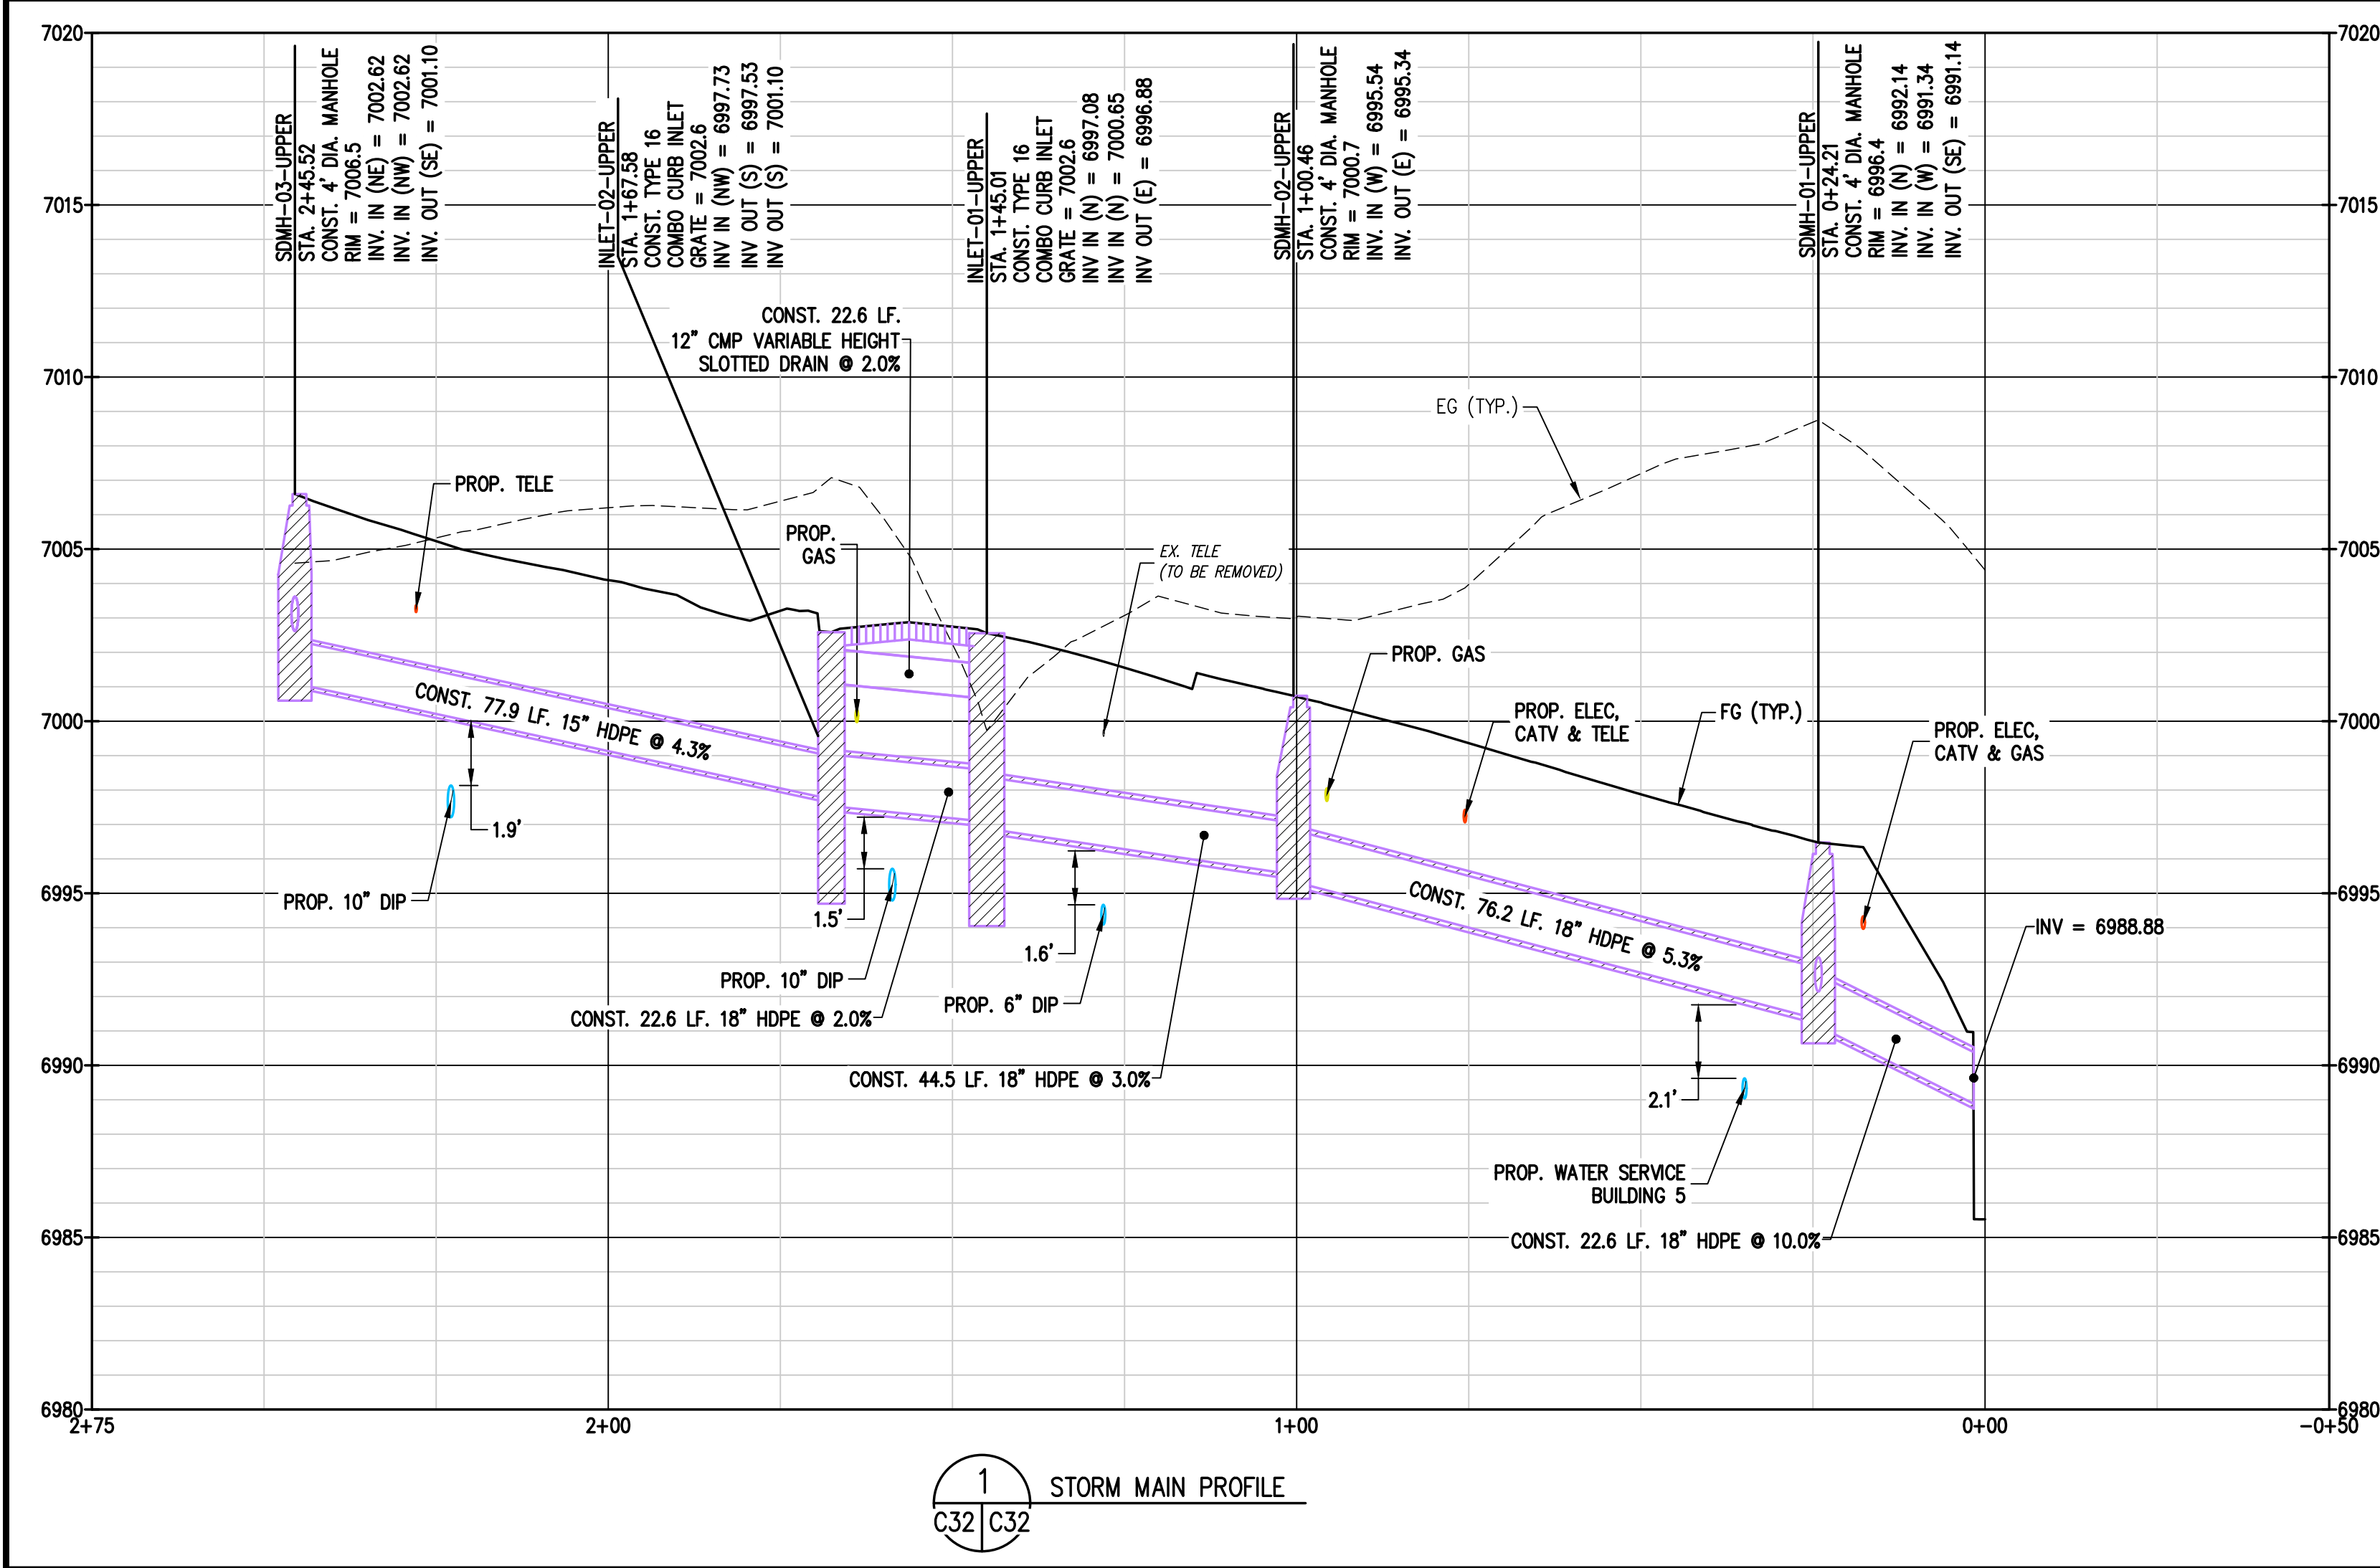 7020
7015
7010
7005
7000
6995
6990
6985
6980
7020
7015
7010
7005
7000
6995
6990
6985
6980
SDMH-03-UPPER
STA. 2+45.52
CONST. 4' DIA. MANHOLE
RIM = 7006.5
INV. IN (NE) = 7002.62
INV. IN (NW) = 7002.62
INV. OUT (SE) = 7001.10
INLET-02-UPPER
STA. 1+67.58
CONST. TYPE 16
COMBO CURB INLET
GRATE = 7002.6
INV IN (NW) = 6997.73
INV OUT (S) = 6997.53
INV OUT (S) = 7001.10
INLET-01-UPPER
STA. 1+45.01
CONST. TYPE 16
COMBO CURB INLET
GRATE = 7002.6
INV IN (N) = 6997.08
INV IN (N) = 7000.65
INV OUT (E) = 6996.88
SDMH-02-UPPER
STA. 1+00.46
CONST. 4' DIA. MANHOLE
RIM = 7000.7
INV. IN (W) = 6995.54
INV. OUT (E) = 6995.34
SDMH-01-UPPER
STA. 0+24.21
CONST. 4' DIA. MANHOLE
RIM = 6996.4
INV. IN (N) = 6992.14
INV. IN (W) = 6991.34
INV. OUT (SE) = 6991.14
CONST. 22.6 LF.
12" CMP VARIABLE HEIGHT
SLOTTED DRAIN @ 2.0%
EG (TYP.)
PROP. TELE
PROP.
GAS
EX. TELE
(TO BE REMOVED)
PROP. GAS
PROP. ELEC,
CATV & TELE
FG (TYP.)
PROP. ELEC,
CATV & GAS
CONST. 77.9 LF. 15" HDPE @ 4.3%
1.9'
PROP. 10" DIP
1.5'
PROP. 10" DIP
CONST. 22.6 LF. 18" HDPE @ 2.0%
1.6'
PROP. 6" DIP
CONST. 44.5 LF. 18" HDPE @ 3.0%
CONST. 76.2 LF. 18" HDPE @ 5.3%
INV = 6988.88
2.1'
PROP. WATER SERVICE
BUILDING 5
CONST. 22.6 LF. 18" HDPE @ 10.0%
2+75
2+00
1+00
0+00
-0+50
1
C32
C32
STORM MAIN PROFILE